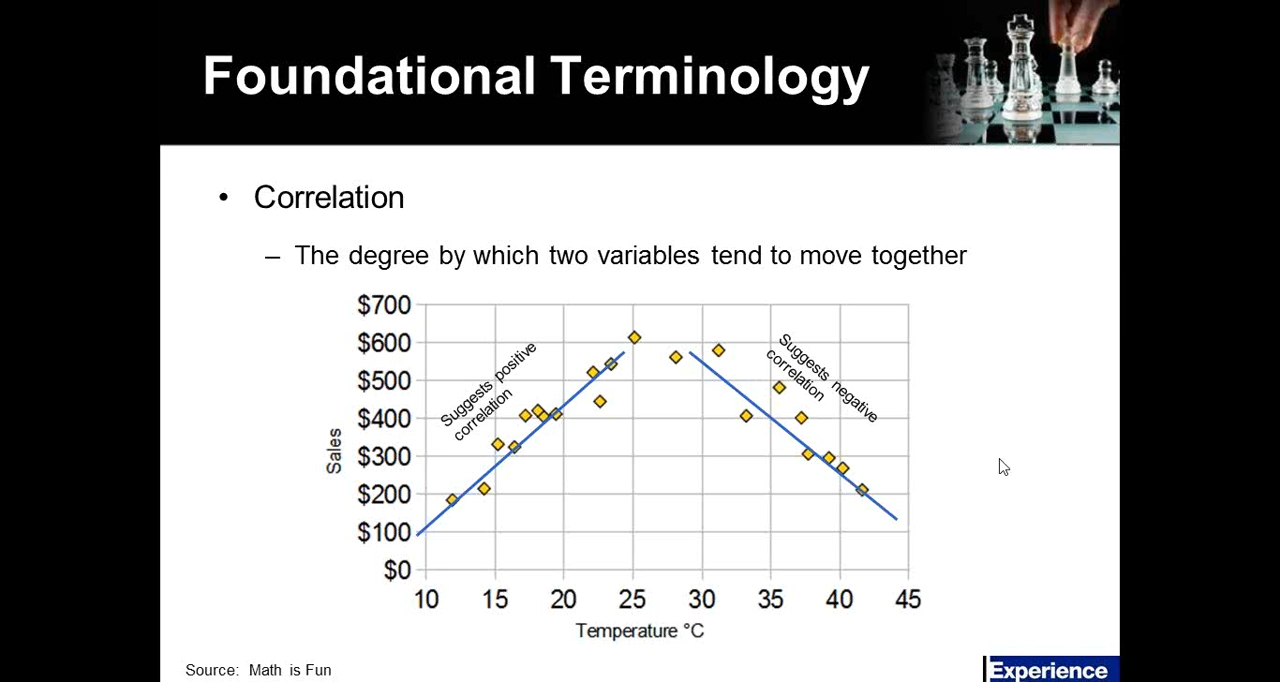 Foundational Terminology
• Correlation
– The degree by which two variables tend to move together
$700
$600
$500
$400
$300
$200
$100
$0
Sales
Suggests positive
correlation
Suggests negative
correlation
10 15 20 25 30 35 40 45
Temperature °C
Source: Math is Fun
Experience